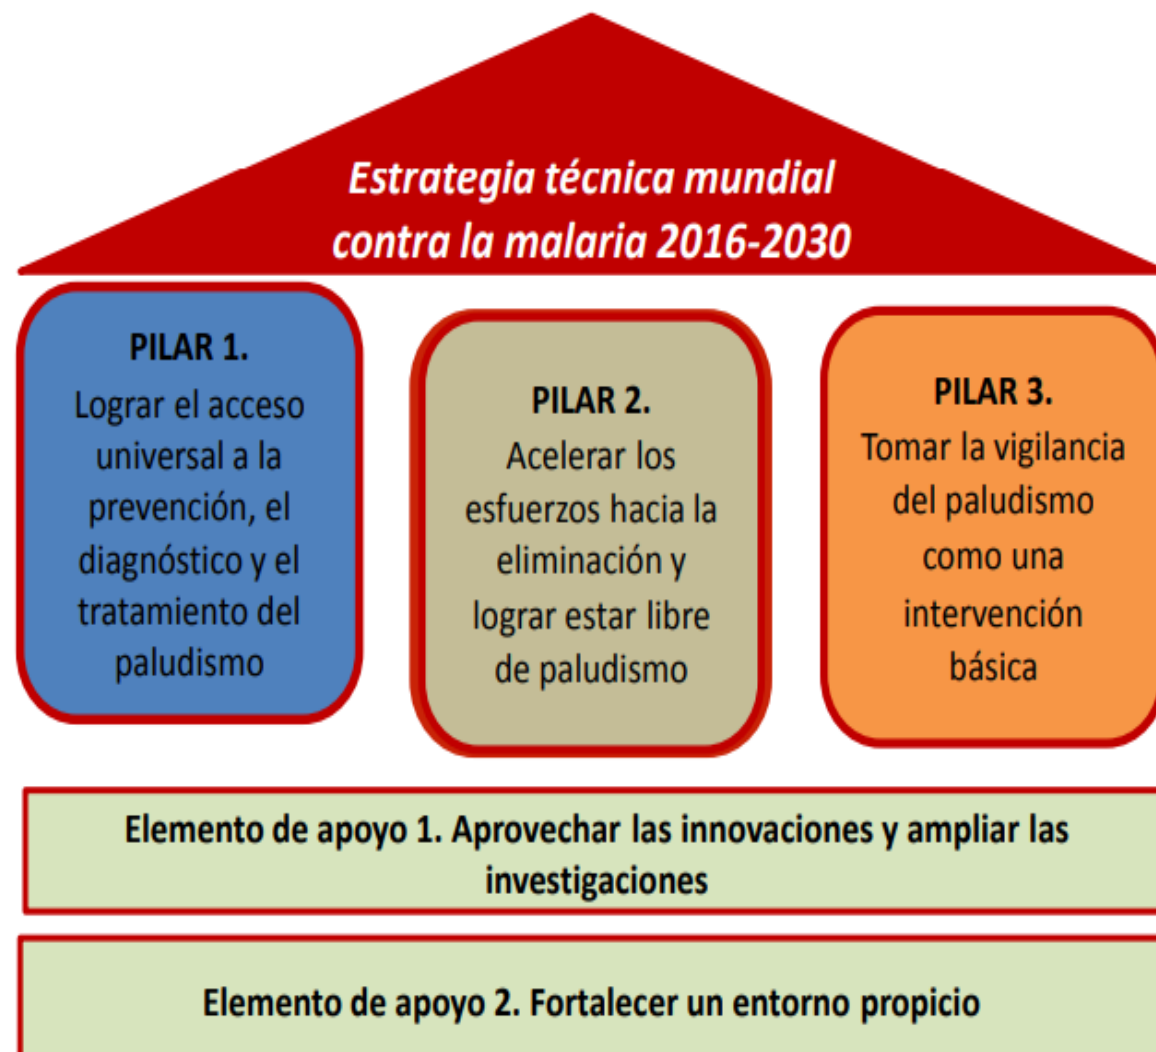 Estrategia técnica mundial
contra la malaria 2016-2030
PILAR 1.
Lograr el acceso
universal a la
prevención, el
diagnóstico y el
tratamiento del
paludismo
PILAR 2.
Acelerar los
esfuerzos hacia la
eliminación y
lograr estar libre
de paludismo
PILAR 3.
Tomar la vigilancia
del paludismo
como una
intervención
básica
Elemento de apoyo 1. Aprovechar las innovaciones y ampliar las
investigaciones
Elemento de apoyo 2. Fortalecer un entorno propicio